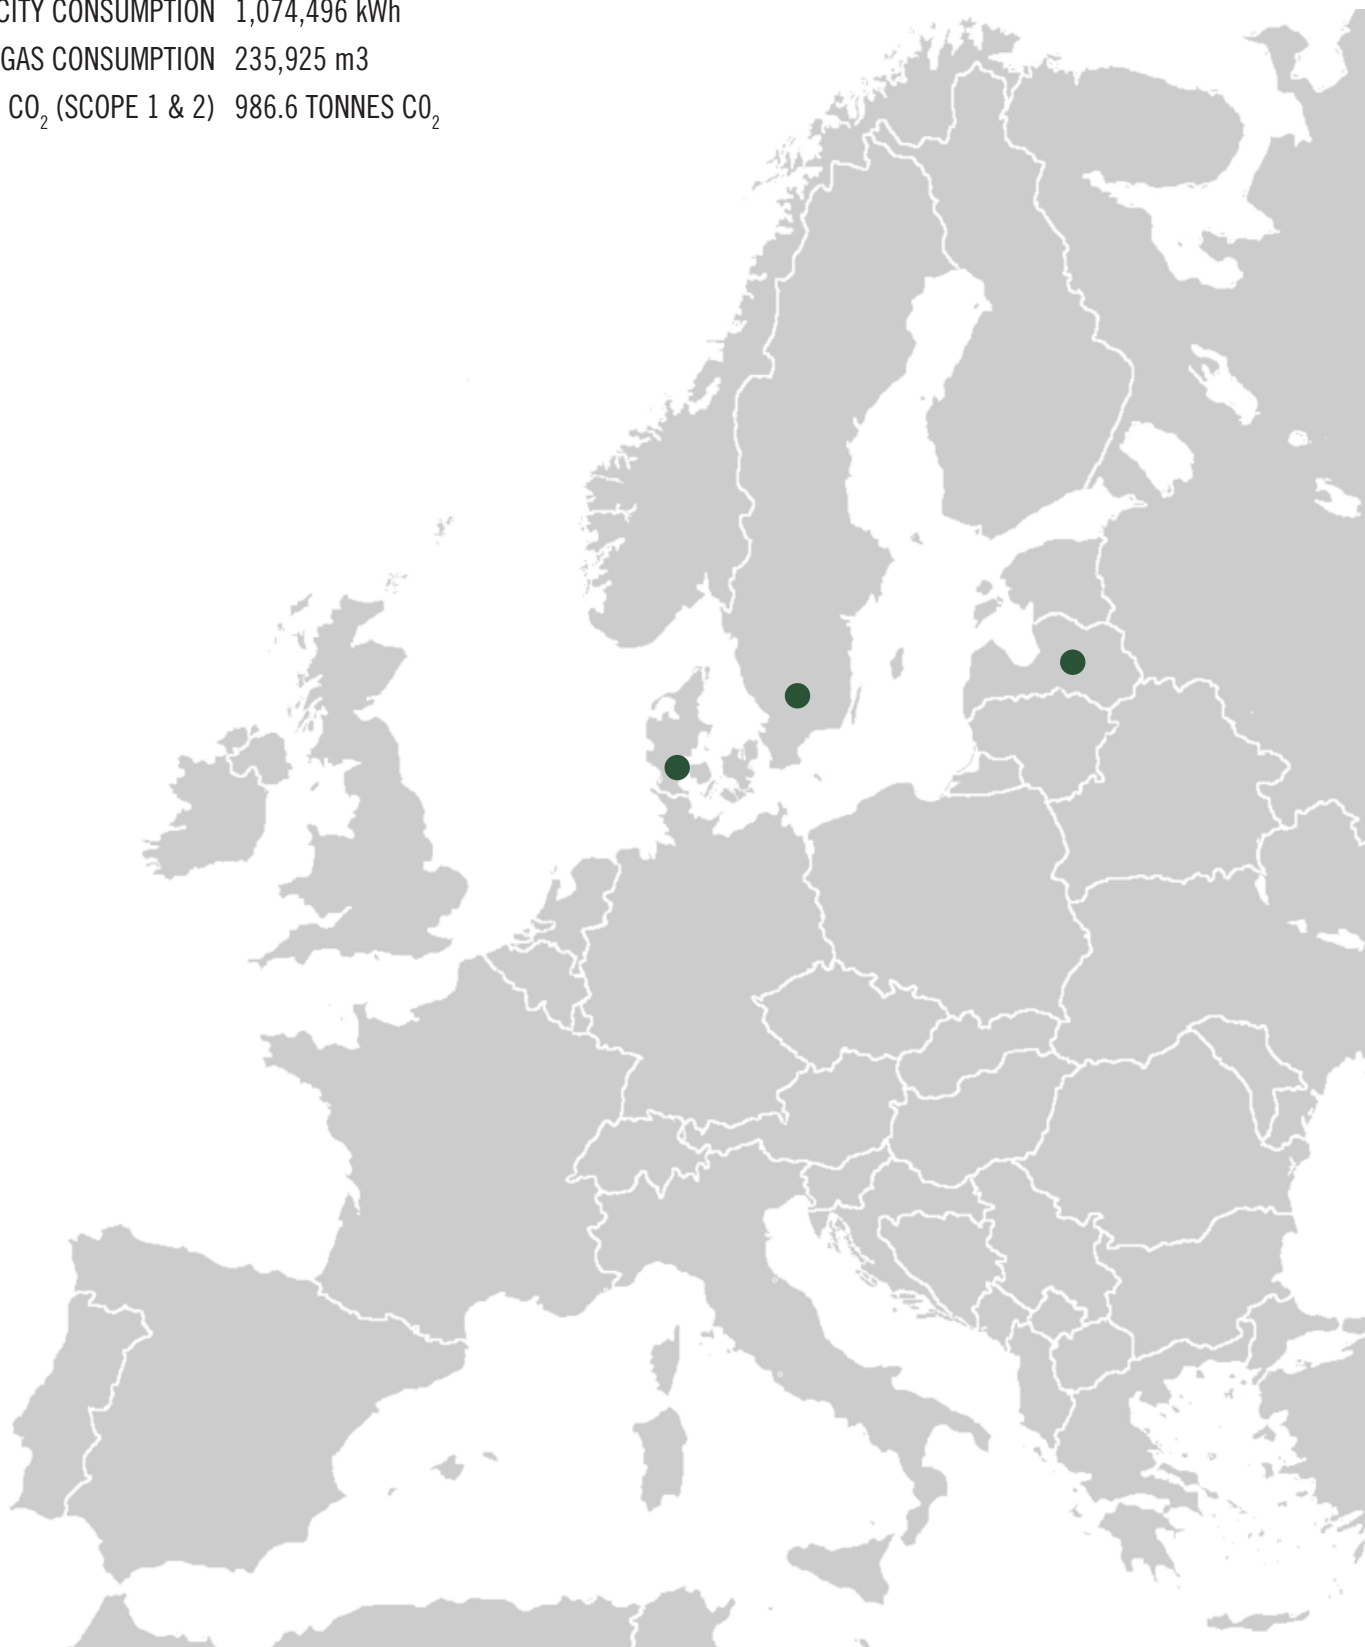 CITY CONSUMPTION 1,074,496 kWh
GAS CONSUMPTION 235,925 m3
CO₂ (SCOPE 1 & 2) 986.6 TONNES CO₂